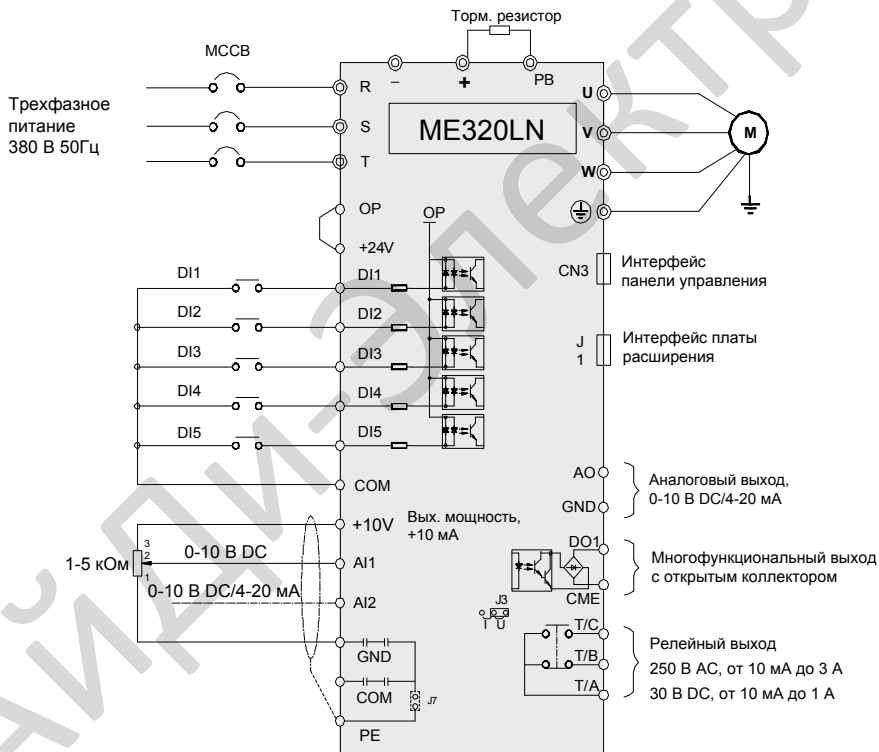 Торм. резистор
МССВ
R
–
+
PB
U
Трехфазное
питание
380 В 50Гц
S
ME320LN
V
M
T
W
OP
OP
+24V
DI1
DI1
CN3
Интерфейс
панели управления
DI2
DI2
DI3
DI3
J
1
Интерфейс платы
расширения
DI4
DI4
DI5
DI5
COM
AO
GND
Аналоговый выход,
0-10 В DC/4-20 мА
+10V
Вых. мощность,
+10 мА
3
2
1
1-5 кОм
0-10 В DC
AI1
DO1
CME
Многофункциональный выход
с открытым коллектором
0-10 В DC/4-20 мА
AI2
J3
I U
T/C
T/B
T/A
Релейный выход
250 В AC, от 10 мА до 3 А
30 В DC, от 10 мА до 1 А
GND
COM
J7
PE
АйДи-Электр